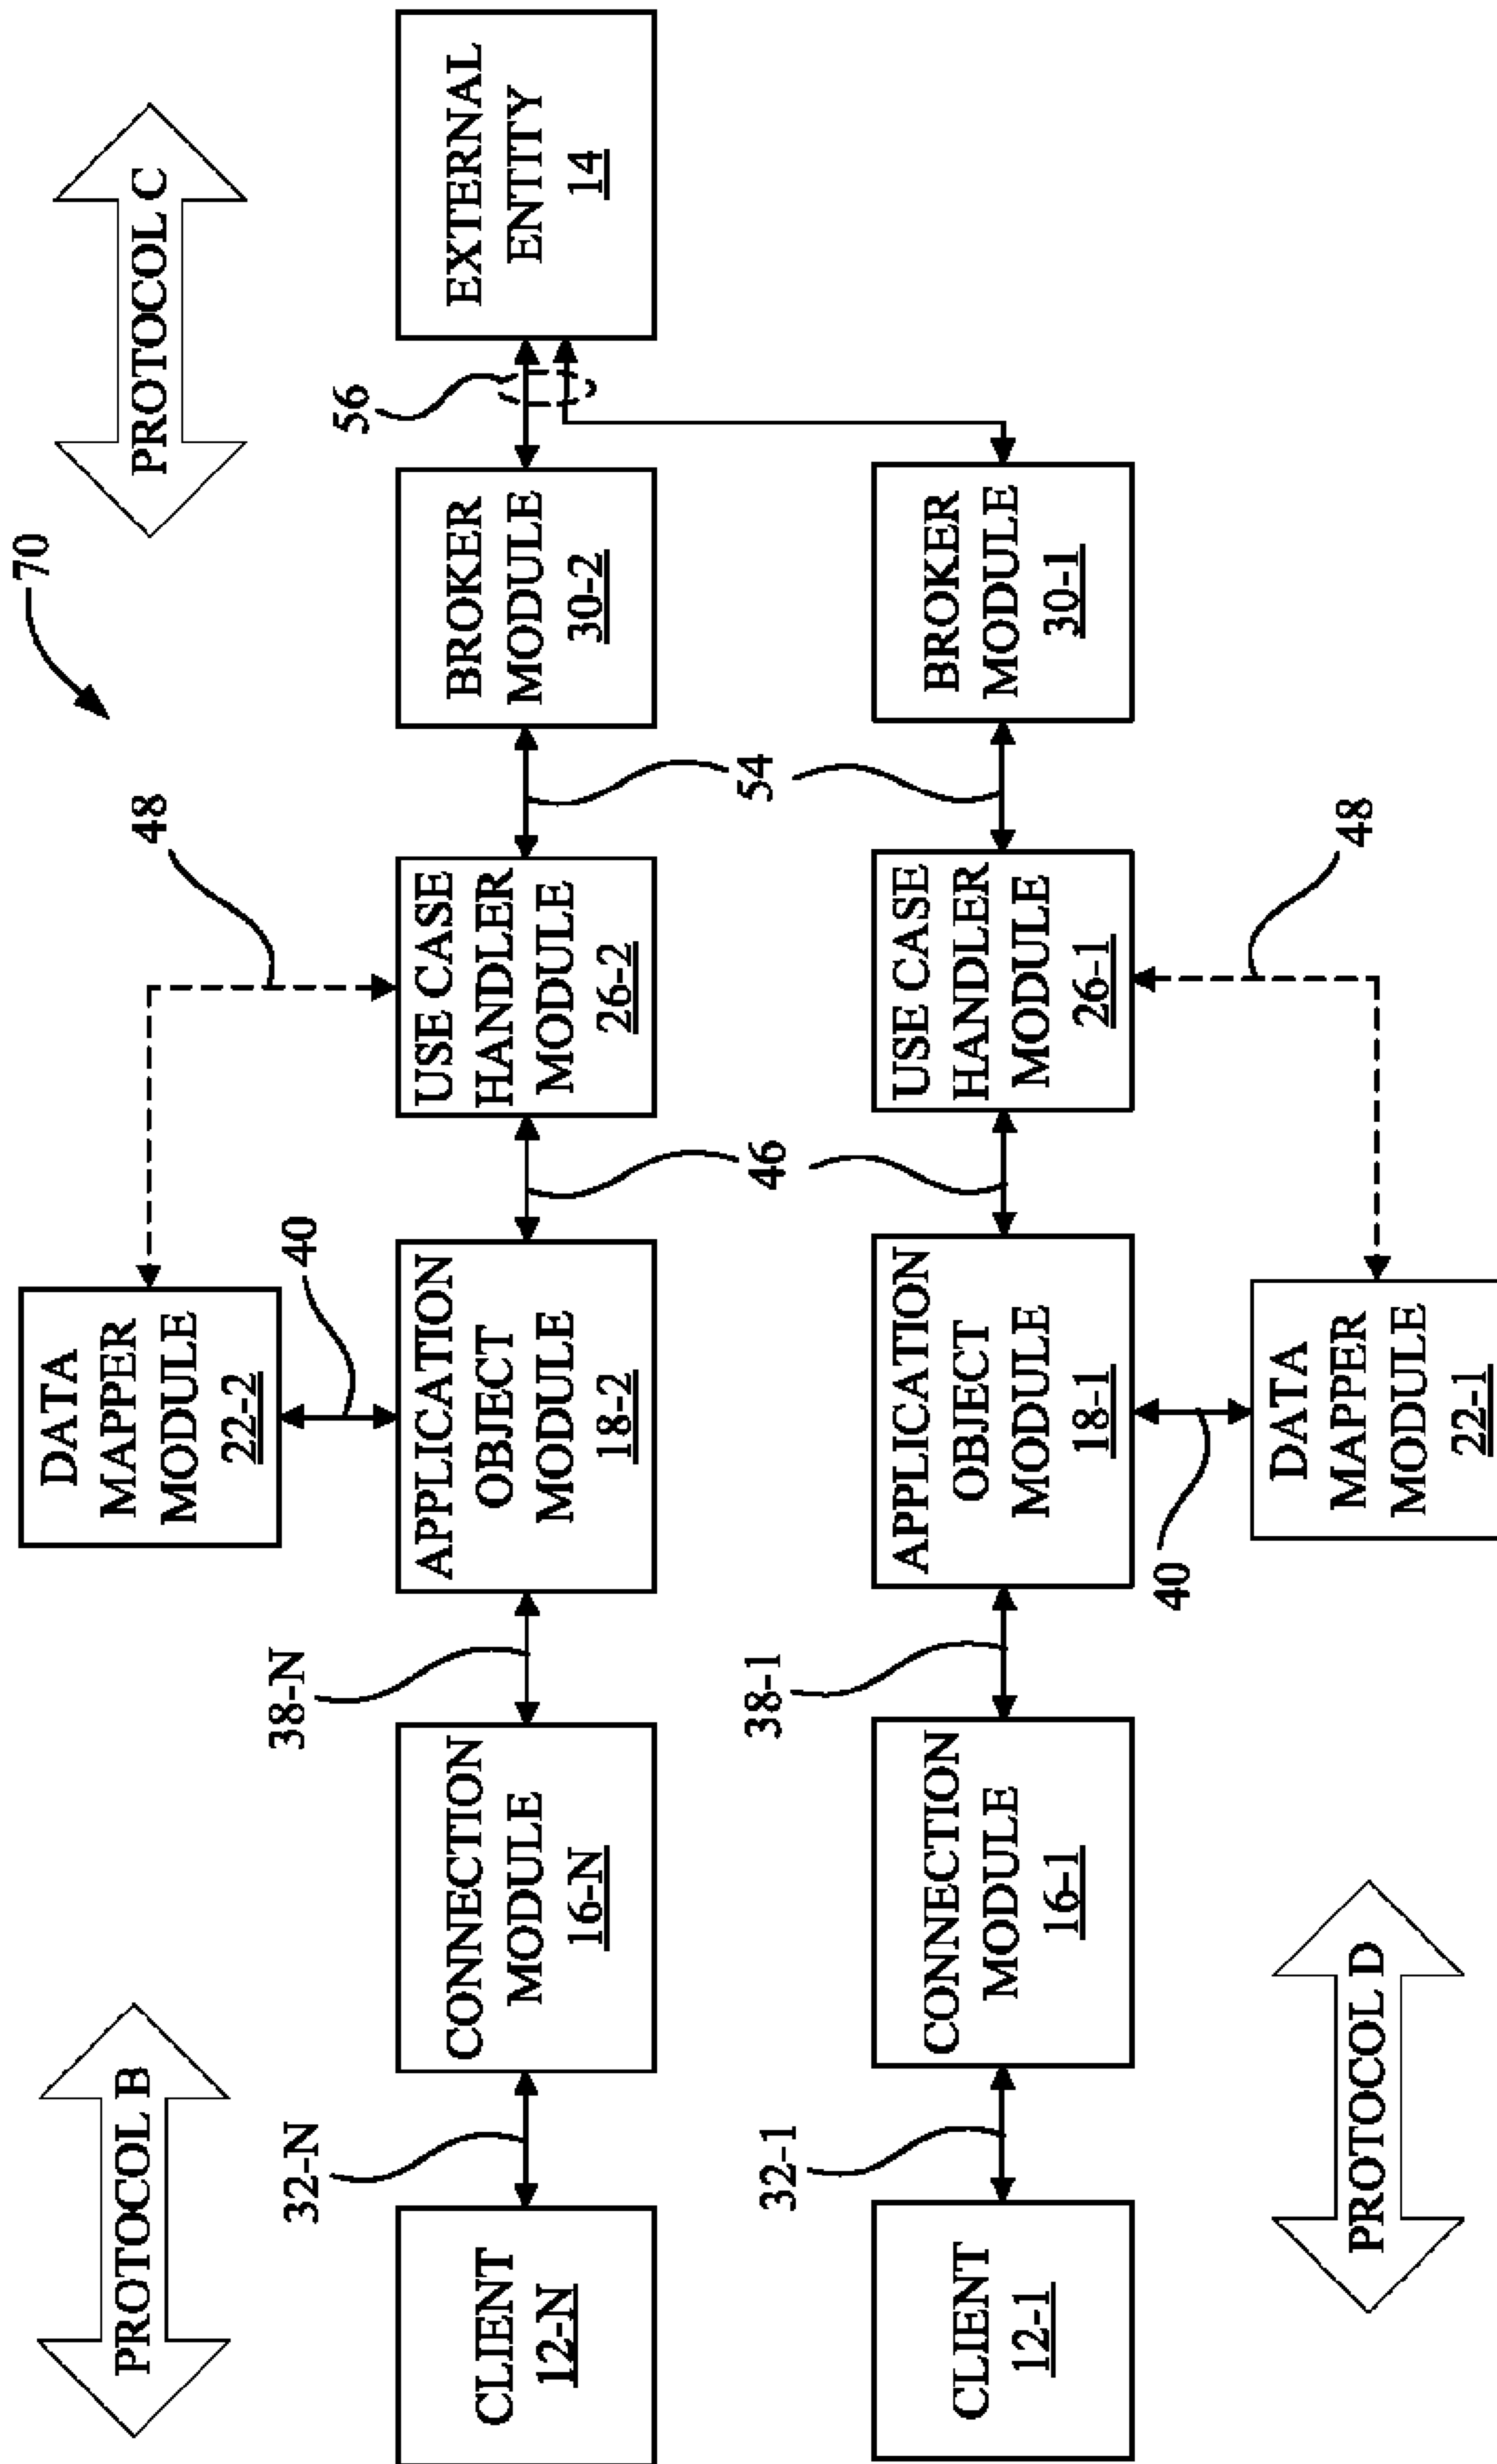 70
PROTOCOL B
PROTOCOL C
DATA
MAPPER
MODULE
22-2
48
40
32-N
38-N
56
CLIENT
12-N
CONNECTION
MODULE
16-N
APPLICATION
OBJECT
MODULE
18-2
USE CASE
HANDLER
MODULE
26-2
BROKER
MODULE
30-2
EXTERNAL
ENTITY
14
32-1
38-1
46
54
CLIENT
12-1
CONNECTION
MODULE
16-1
APPLICATION
OBJECT
MODULE
18-1
USE CASE
HANDLER
MODULE
26-1
BROKER
MODULE
30-1
40
48
PROTOCOL D
DATA
MAPPER
MODULE
22-1